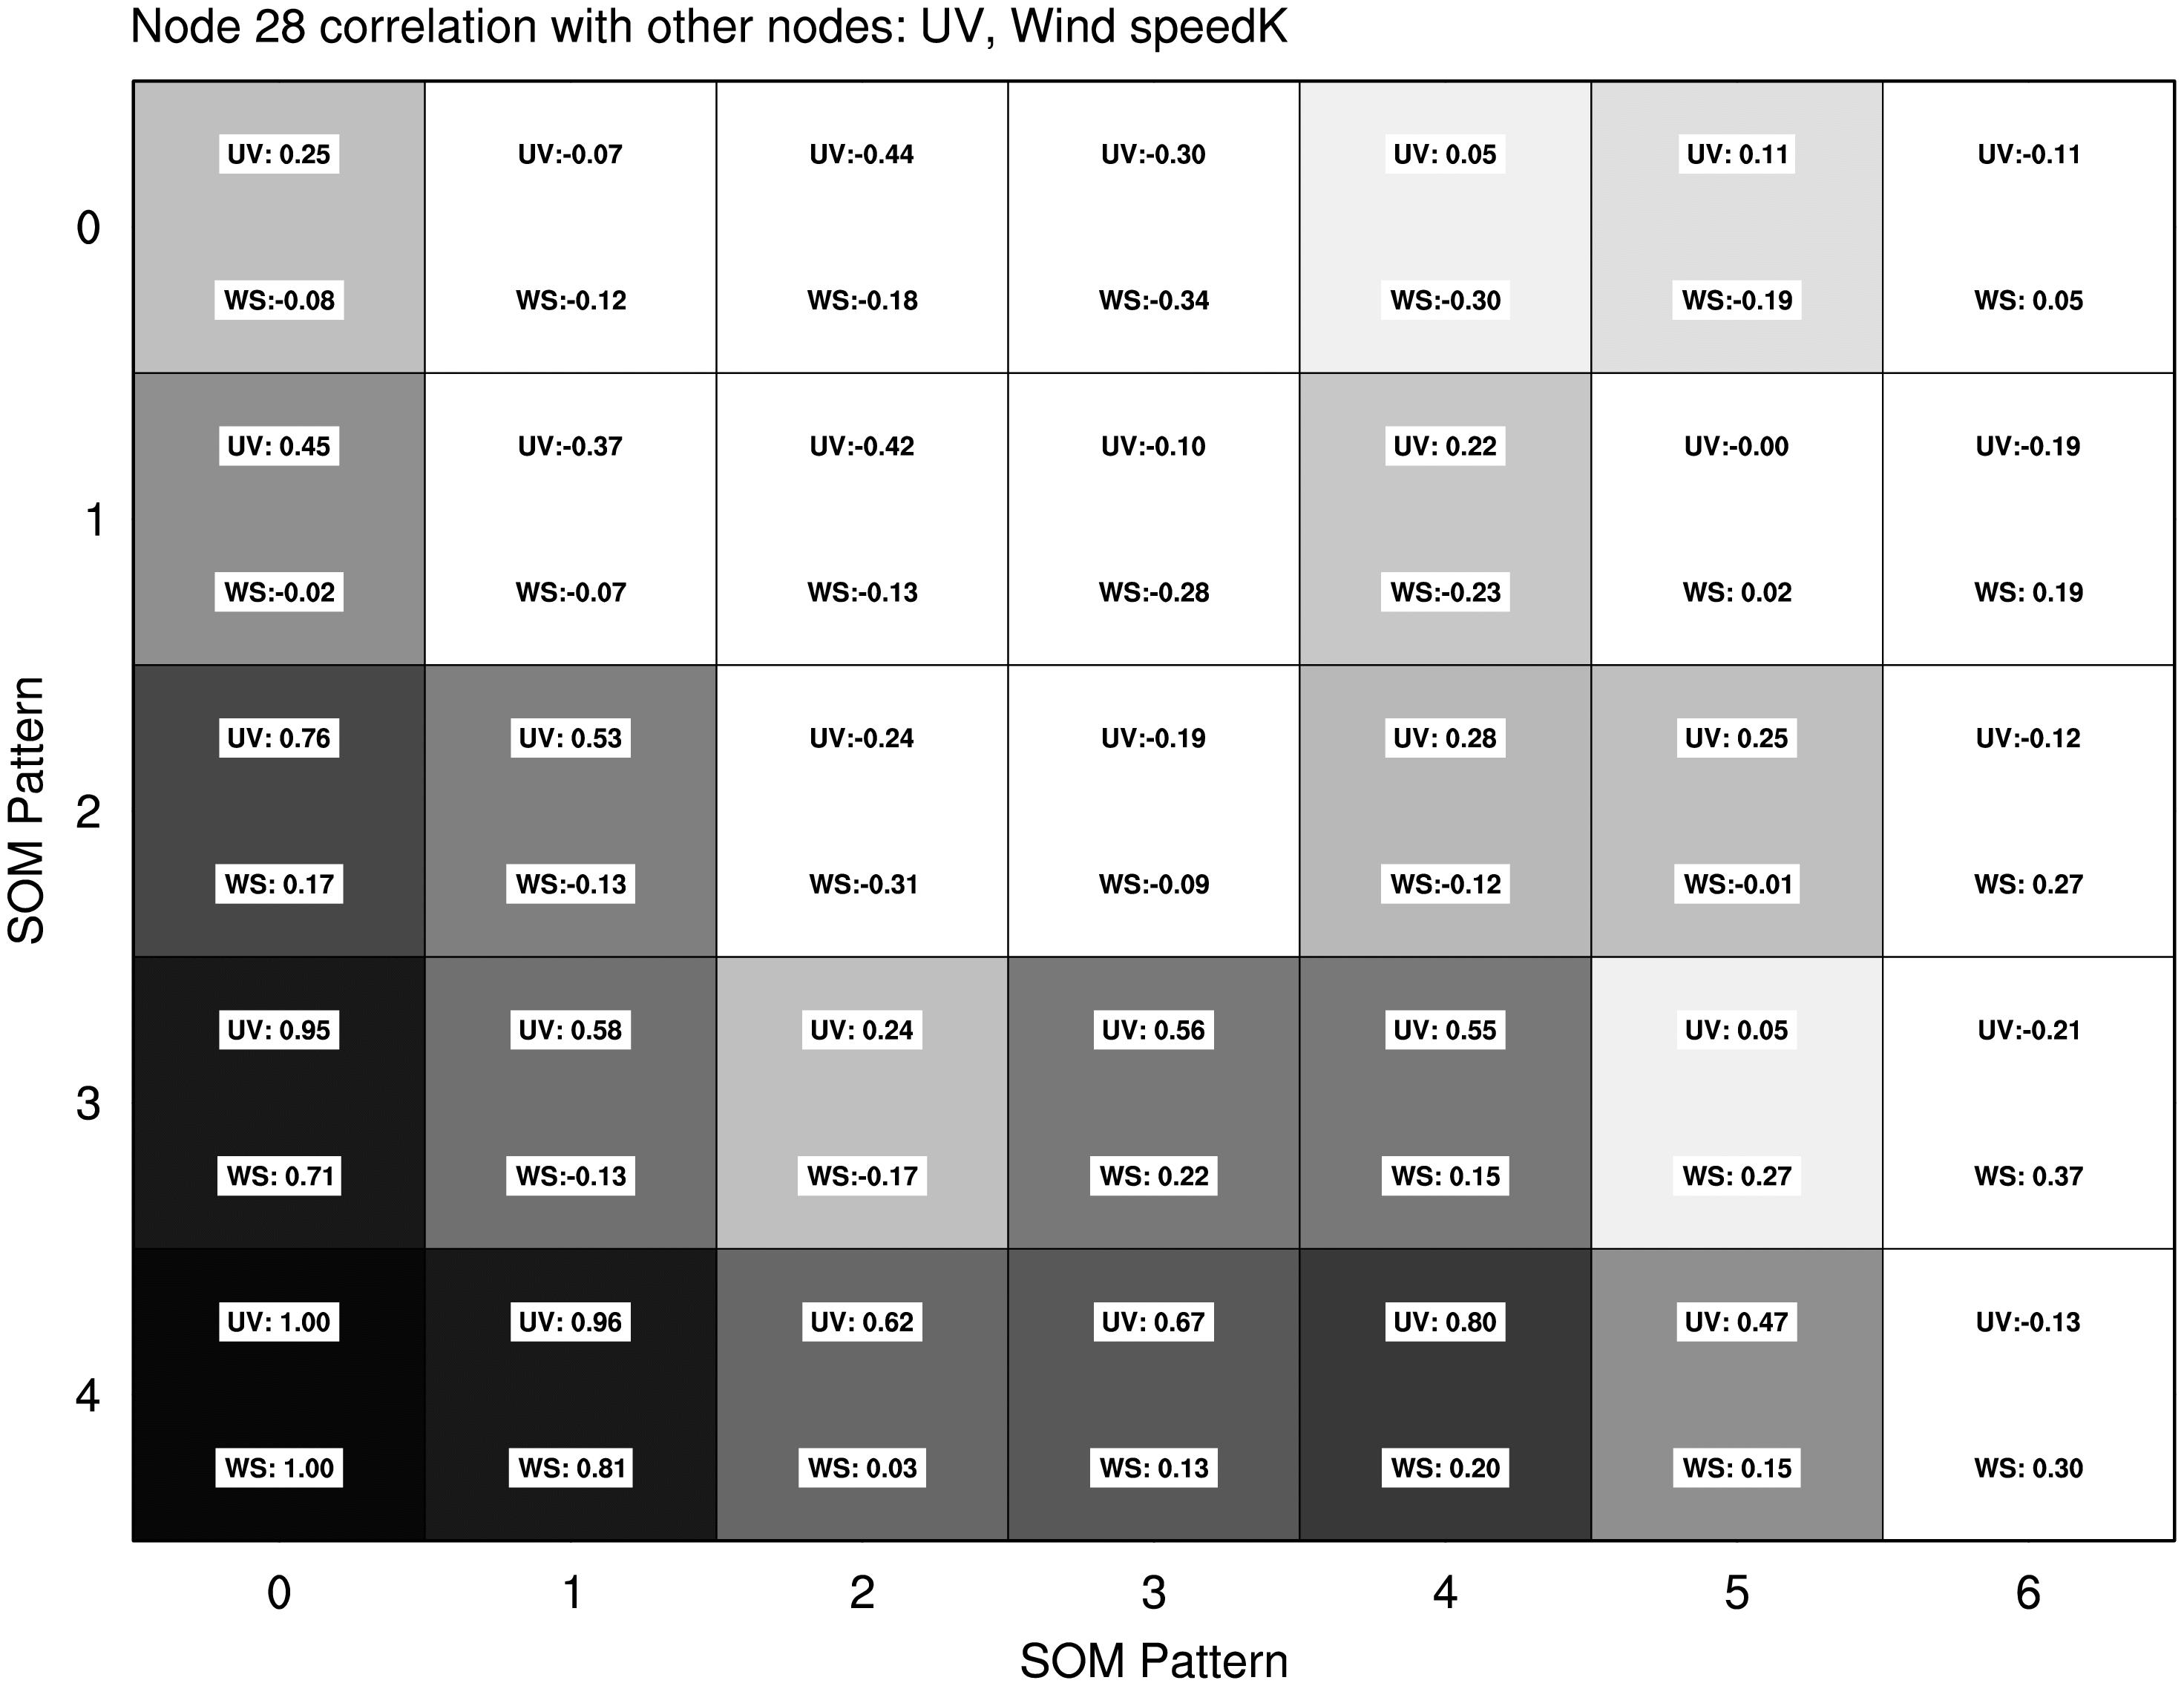 Node 28 correlation with other nodes: UV, Wind speedK
UV: 0.25 UV:-0.07 UV:-0.44 UV:-0.30 UV: 0.05 UV: 0.11 UV:-0.11
0
WS:-0.08 WS:-0.12 WS:-0.18 WS:-0.34 WS:-0.30 WS:-0.19 WS: 0.05
UV: 0.45 UV:-0.37 UV:-0.42 UV:-0.10 UV: 0.22 UV:-0.00 UV:-0.19
1
WS:-0.02 WS:-0.07 WS:-0.13 WS:-0.28 WS:-0.23 WS: 0.02 WS: 0.19
UV: 0.76 UV: 0.53 UV:-0.24 UV:-0.19 UV: 0.28 UV: 0.25 UV:-0.12
SOM Pattern
2
WS: 0.17 WS:-0.13 WS:-0.31 WS:-0.09 WS:-0.12 WS:-0.01 WS: 0.27
UV: 0.95 UV: 0.58 UV: 0.24 UV: 0.56 UV: 0.55 UV: 0.05 UV:-0.21
3
WS: 0.71 WS:-0.13 WS:-0.17 WS: 0.22 WS: 0.15 WS: 0.27 WS: 0.37
UV: 1.00 UV: 0.96 UV: 0.62 UV: 0.67 UV: 0.80 UV: 0.47 UV:-0.13
4
WS: 1.00 WS: 0.81 WS: 0.03 WS: 0.13 WS: 0.20 WS: 0.15 WS: 0.30
0 1 2 3 4 5 6
SOM Pattern